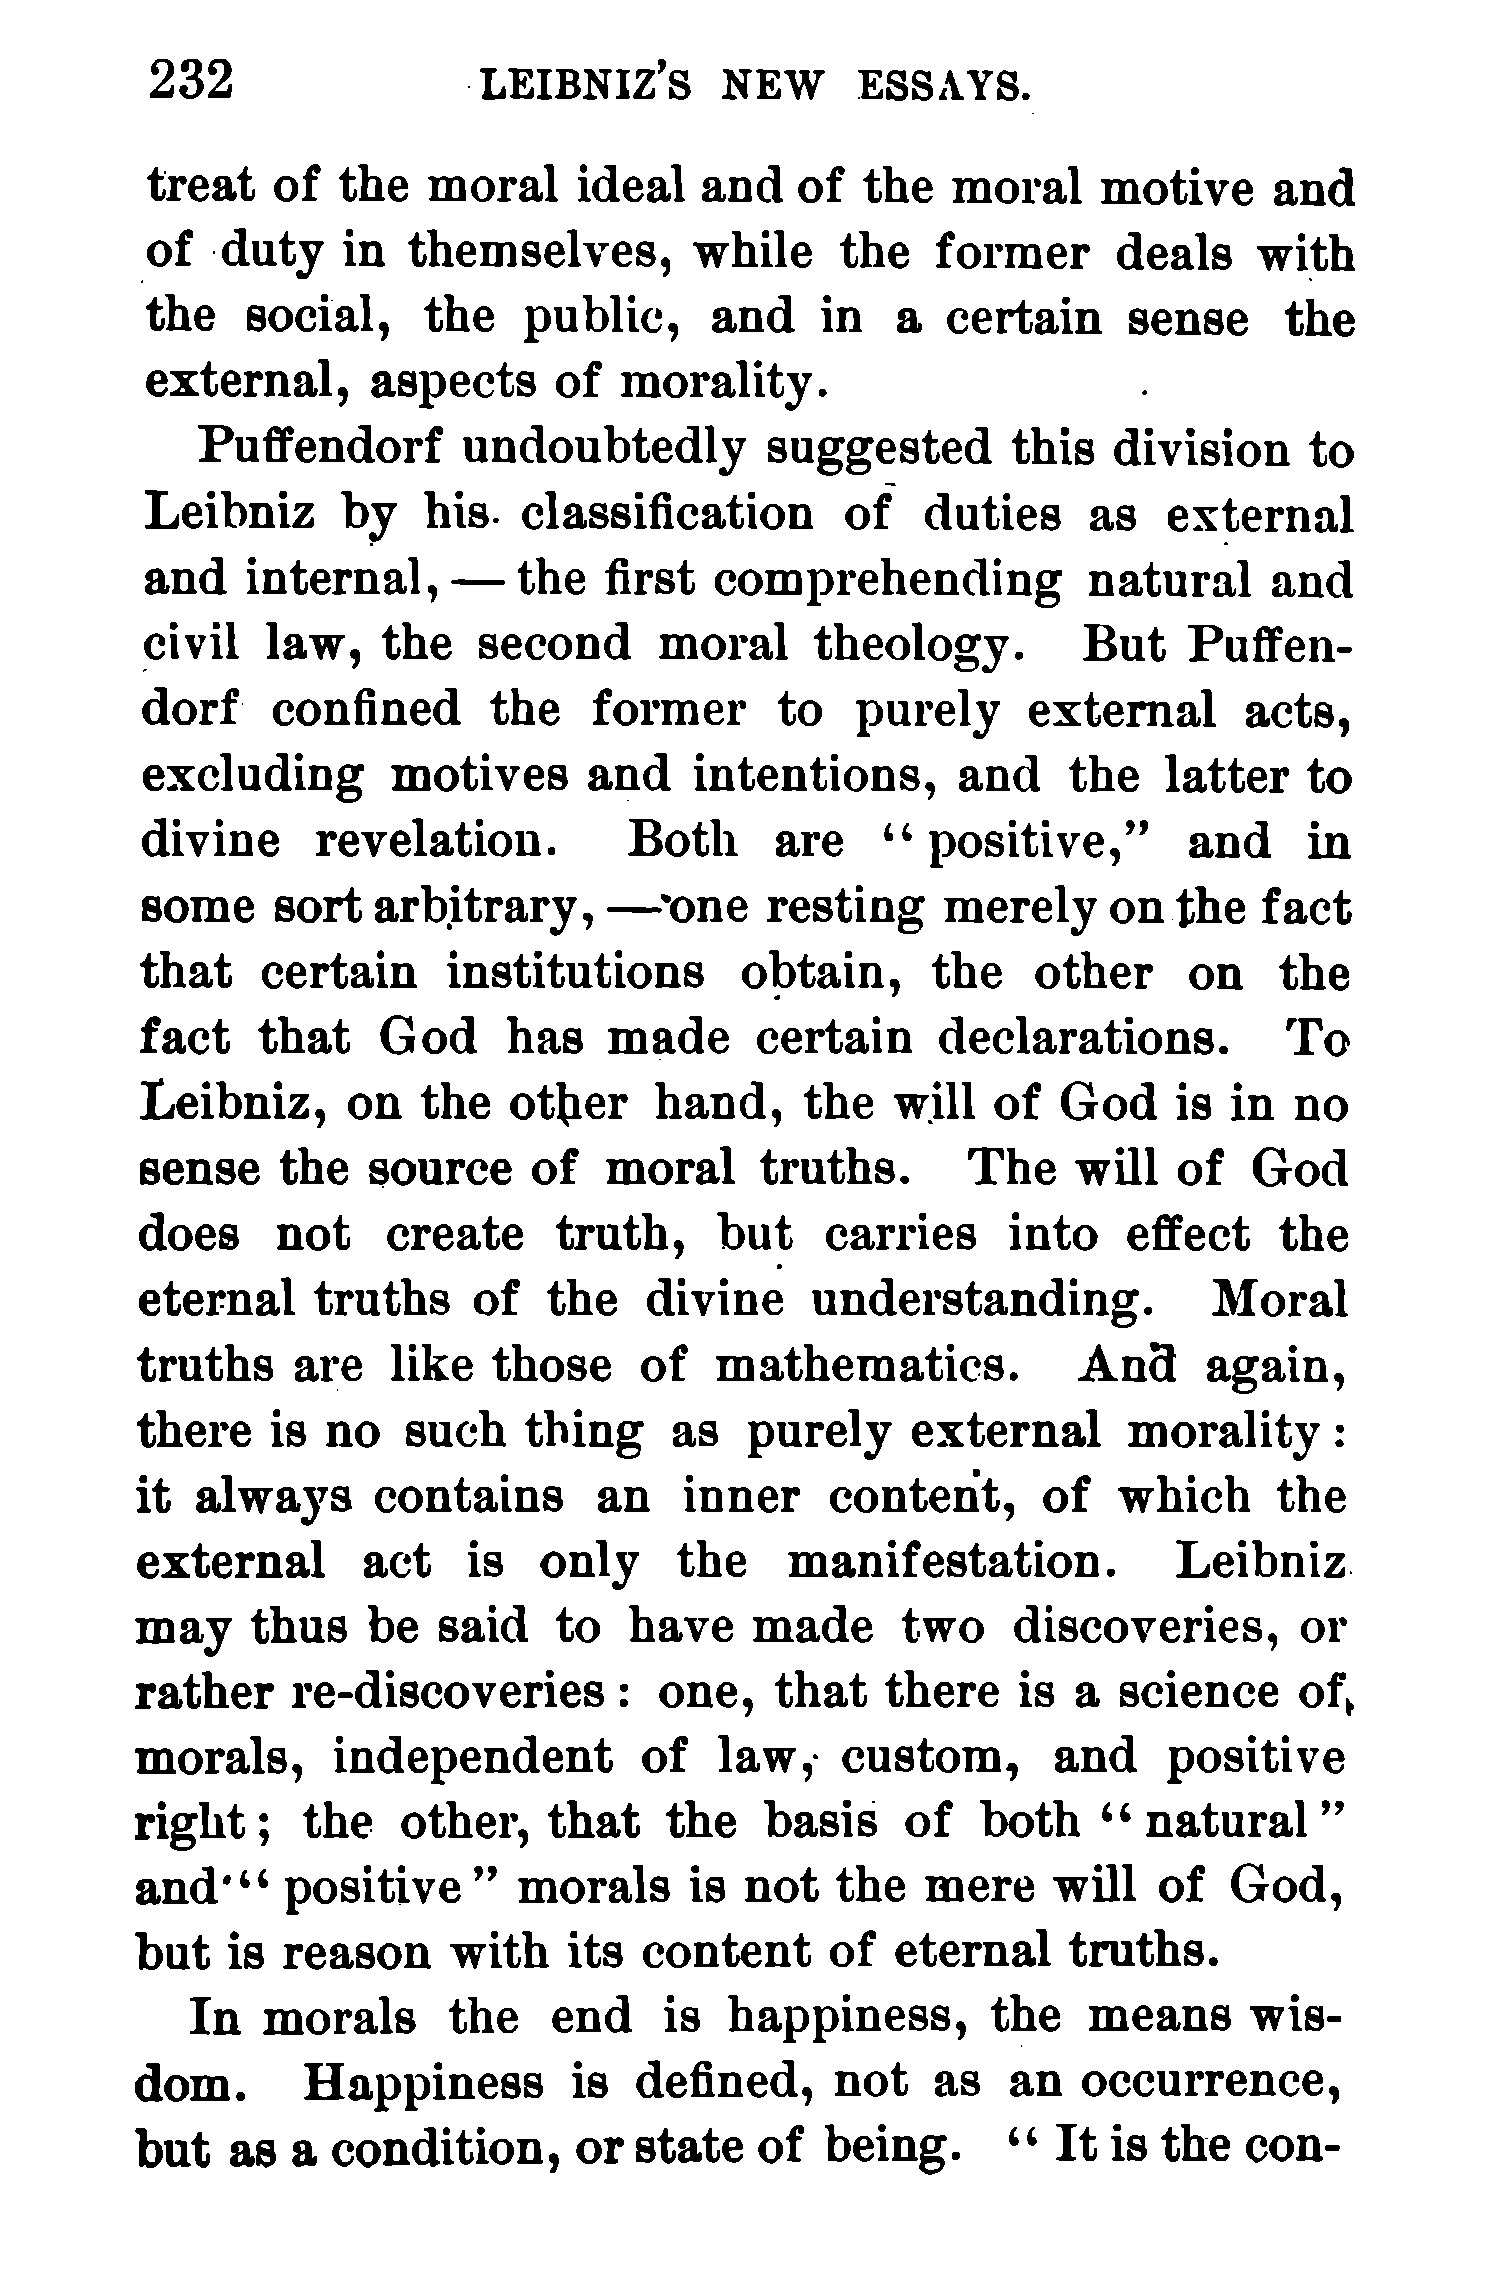 232 LEIBNIZ'S NEW ESSAYS.
treat of the moral ideal and of the moral motive and
of duty in themselves, while the former deals with
the social, the public, and in a certain sense the
external, aspects of morality.
Puffendorf undoubtedly suggested this division to
Leibniz by his classification of duties as external
and internal, — the first comprehending natural and
civil law, the second moral theology. But Puffen-
dorf confined the former to purely external acts,
excluding motives and intentions, and the latter to
divine revelation. Both are “positive,” and in
some sort arbitrary, — one resting merely on the fact
that certain institutions obtain, the other on the
fact that God has made certain declarations. To
Leibniz, on the other hand, the will of God is in no
sense the source of moral truths. The will of God
does not create truth, but carries into effect the
eternal truths of the divine understanding. Moral
truths are like those of mathematics. And again,
there is no such thing as purely external morality :
it always contains an inner content, of which the
external act is only the manifestation. Leibniz
may thus be said to have made two discoveries, or
rather re-discoveries : one, that there is a science of
morals, independent of law, custom, and positive
right ; the other, that the basis of both “natural”
and “positive” morals is not the mere will of God,
but is reason with its content of eternal truths.
In morals the end is happiness, the means wis-
dom. Happiness is defined, not as an occurrence,
but as a condition, or state of being. “It is the con-